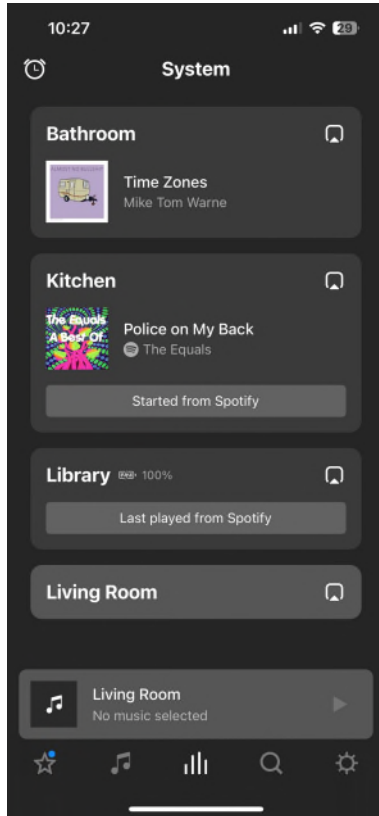 10:27
29
System
Bathroom
Time Zones
Mike Tom Warne
Kitchen
The Equals
A Best Of
Police on My Back
The Equals
Started from Spotify
Library 100%
Last played from Spotify
Living Room
Living Room
No music selected